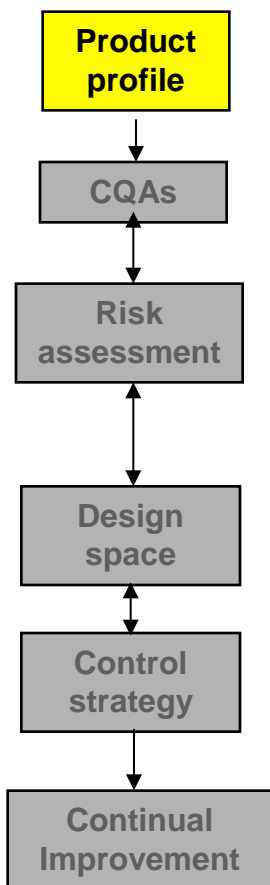 Product
profile
CQAs
Risk
assessment
Design
space
Control
strategy
Continual
Improvement